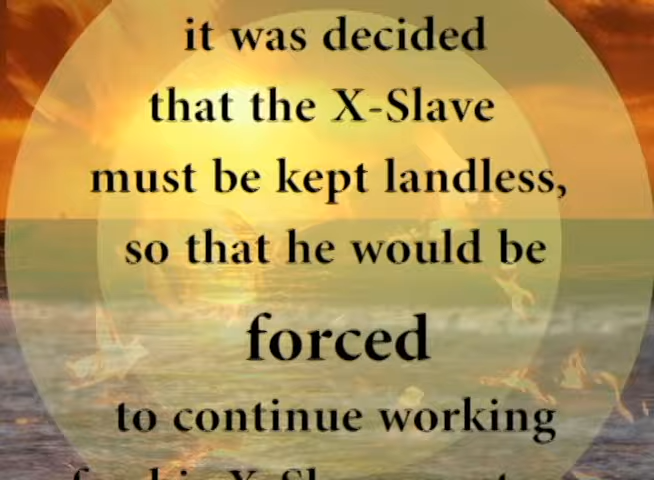 it was decided
that the X-Slave
must be kept landless,
so that he would be
forced
to continue working